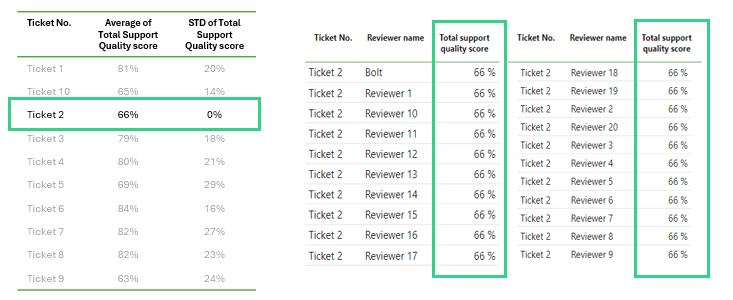 Ticket No. Average of Total Support Quality score STD of Total Support Quality score
Ticket 1 81% 20%
Ticket 10 65% 14%
Ticket 2 66% 0%
Ticket 3 79% 18%
Ticket 4 80% 21%
Ticket 5 69% 29%
Ticket 6 84% 16%
Ticket 7 82% 27%
Ticket 8 82% 23%
Ticket 9 63% 24%
Ticket No. Reviewer name Total support quality score
Ticket 2 Bolt 66 %
Ticket 2 Reviewer 1 66 %
Ticket 2 Reviewer 10 66 %
Ticket 2 Reviewer 11 66 %
Ticket 2 Reviewer 12 66 %
Ticket 2 Reviewer 13 66 %
Ticket 2 Reviewer 14 66 %
Ticket 2 Reviewer 15 66 %
Ticket 2 Reviewer 16 66 %
Ticket 2 Reviewer 17 66 %
Ticket No. Reviewer name Total support quality score
Ticket 2 Reviewer 18 66 %
Ticket 2 Reviewer 19 66 %
Ticket 2 Reviewer 2 66 %
Ticket 2 Reviewer 20 66 %
Ticket 2 Reviewer 3 66 %
Ticket 2 Reviewer 4 66 %
Ticket 2 Reviewer 5 66 %
Ticket 2 Reviewer 6 66 %
Ticket 2 Reviewer 7 66 %
Ticket 2 Reviewer 8 66 %
Ticket 2 Reviewer 9 66 %